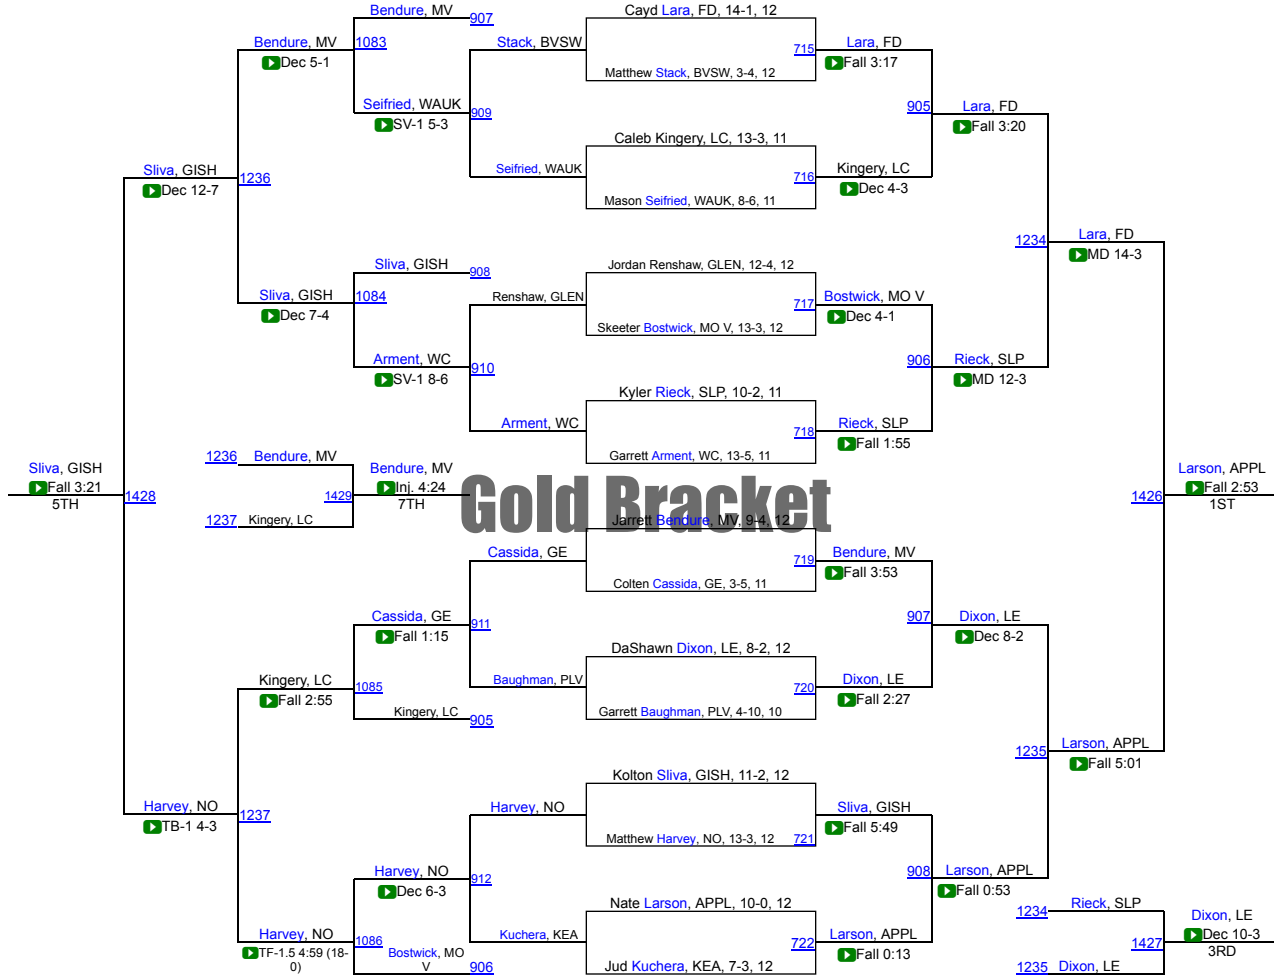 Bendure, MV
907
Cayd Lara, FD, 14-1, 12
Bendure, MV
1083
Dec 5-1
Stack, BVSW
715
Lara, FD
Fall 3:17
Matthew Stack, BVSW, 3-4, 12
Seifried, WAUK
909
SV-1 5-3
905
Lara, FD
Fall 3:20
Caleb Kingery, LC, 13-3, 11
Sliva, GISH
1236
Dec 12-7
Seifried, WAUK
716
Kingery, LC
Dec 4-3
Mason Seifried, WAUK, 8-6, 11
1234
Lara, FD
MD 14-3
Sliva, GISH
908
Jordan Renshaw, GLEN, 12-4, 12
Sliva, GISH
1084
Dec 7-4
Renshaw, GLEN
717
Bostwick, MO V
Dec 4-1
Skeeter Bostwick, MO V, 13-3, 12
Arment, WC
910
SV-1 8-6
906
Rieck, SLP
MD 12-3
Kyler Rieck, SLP, 10-2, 11
Arment, WC
718
Rieck, SLP
Fall 1:55
Garrett Arment, WC, 13-5, 11
1236
Bendure, MV
Sliva, GISH
Fall 3:21
5TH
1428
1429
Bendure, MV
Inj. 4:24
7TH
Gold Bracket
1426
Larson, APPL
Fall 2:53
1ST
1237
Kingery, LC
Jarrett Bendure, MV, 9-4, 12
Cassida, GE
719
Bendure, MV
Fall 3:53
Colten Cassida, GE, 3-5, 11
Cassida, GE
911
Fall 1:15
907
Dixon, LE
Dec 8-2
DaShawn Dixon, LE, 8-2, 12
Kingery, LC
1085
Fall 2:55
Baughman, PLV
720
Dixon, LE
Fall 2:27
Kingery, LC
905
Garrett Baughman, PLV, 4-10, 10
1235
Larson, APPL
Fall 5:01
Kolton Sliva, GISH, 11-2, 12
Harvey, NO
1237
TB-1 4-3
Harvey, NO
Sliva, GISH
Fall 5:49
Matthew Harvey, NO, 13-3, 12
721
Harvey, NO
912
Dec 6-3
908
Larson, APPL
Fall 0:53
Nate Larson, APPL, 10-0, 12
1234
Rieck, SLP
Harvey, NO
1086
TF-1.5 4:59 (18-
0)
Bostwick, MO
V
906
Kuchera, KEA
722
Larson, APPL
Fall 0:13
Jud Kuchera, KEA, 7-3, 12
1427
Dixon, LE
Dec 10-3
3RD
1235
Dixon, LE